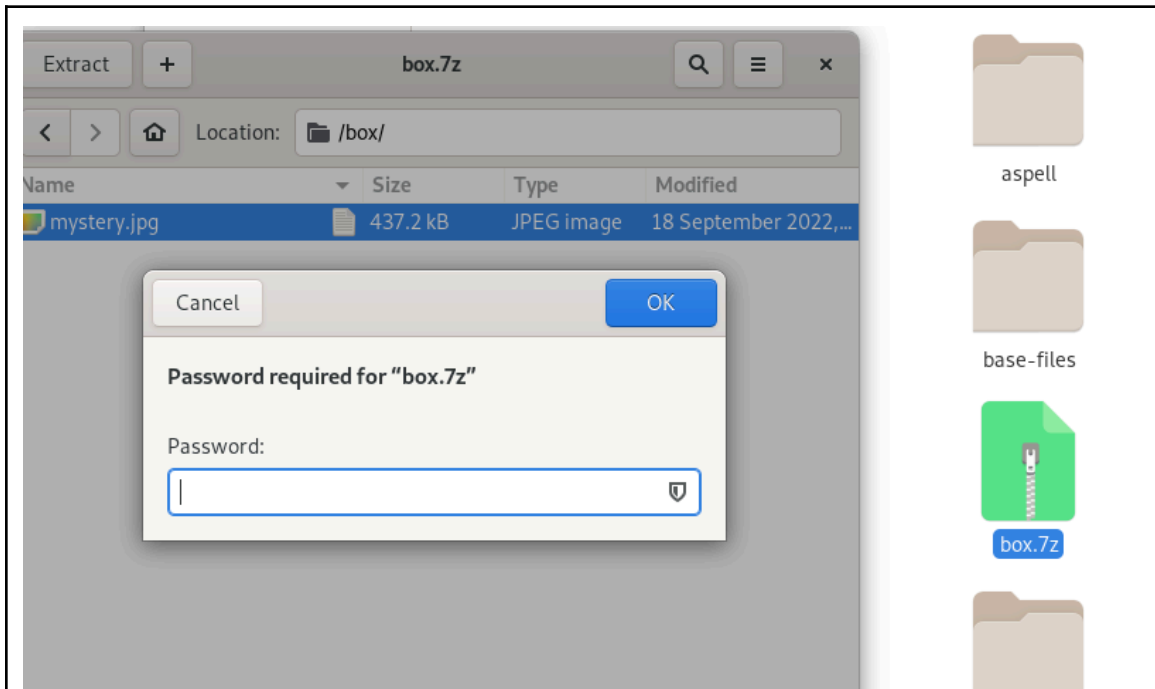 Extract + box.7z
Location: /box/
Name Size Type Modified
mystery.jpg 437.2 kB JPEG image 18 September 2022,...
Cancel OK
Password required for “box.7z”
Password:
aspell
base-files
box.7z